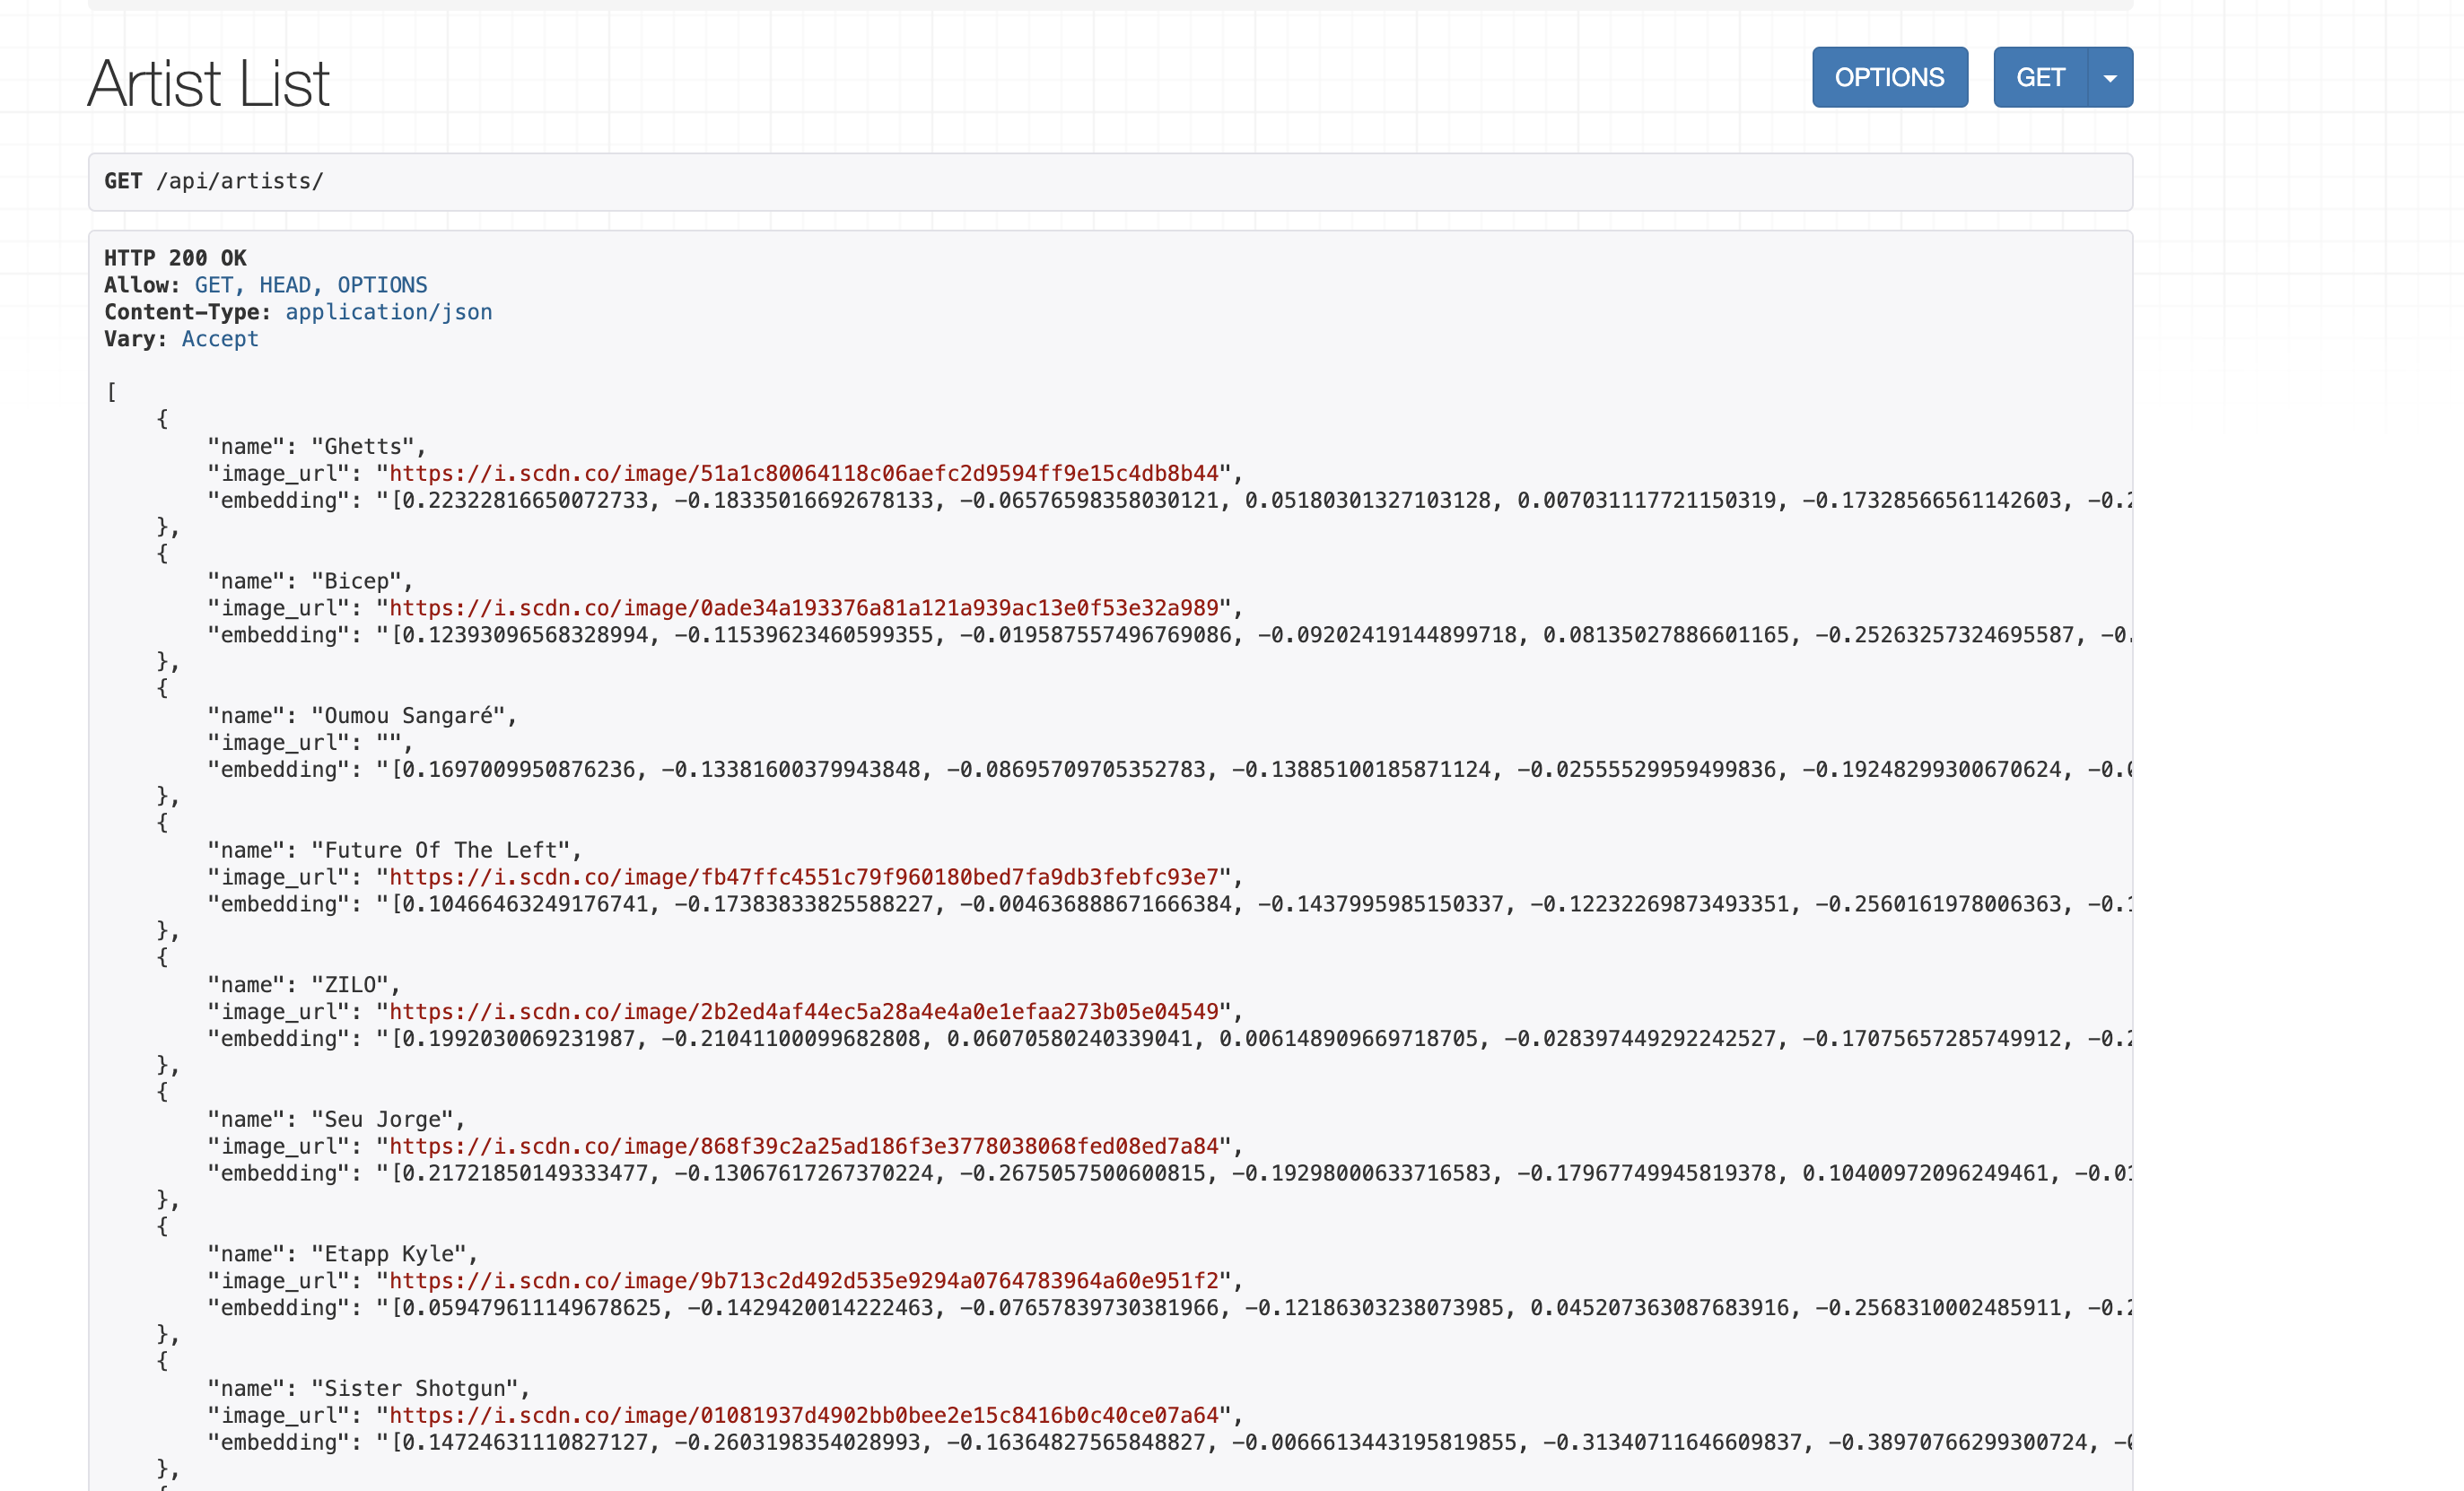 Artist List
OPTIONS
GET
GET /api/artists/
HTTP 200 OK
Allow: GET, HEAD, OPTIONS
Content-Type: application/json
Vary: Accept
[
{
"name": "Ghetts",
"image_url": "https://i.scdn.co/image/51a1c80064118c06aefc2d9594ff9e15c4db8b44",
"embedding": "[0.22322816650072733, -0.18335016692678133, -0.06576598358030121, 0.05180301327103128, 0.007031117721150319, -0.17328566561142603, -0.2
},
{
"name": "Bicep",
"image_url": "https://i.scdn.co/image/0ade34a193376a81a121a939ac13e0f53e32a989",
"embedding": "[0.12393096568328994, -0.11539623460599355, -0.019587557496769086, -0.09202419144899718, 0.08135027886601165, -0.25263257324695587, -0.
},
{
"name": "Oumou Sangaré",
"image_url": "",
"embedding": "[0.1697009950876236, -0.13381600379943848, -0.08695709705352783, -0.13885100185871124, -0.02555529959499836, -0.19248299300670624, -0.0
},
{
"name": "Future Of The Left",
"image_url": "https://i.scdn.co/image/fb47ffc4551c79f960180bed7fa9db3febfc93e7",
"embedding": "[0.10466463249176741, -0.17383833825588227, -0.004636888671666384, -0.1437995985150337, -0.12232269873493351, -0.2560161978006363, -0.1
},
{
"name": "ZILO",
"image_url": "https://i.scdn.co/image/2b2ed4af44ec5a28a4e4a0e1efaa273b05e04549",
"embedding": "[0.1992030069231987, -0.21041100099682808, 0.06070580240339041, 0.006148909669718705, -0.028397449292242527, -0.17075657285749912, -0.2
},
{
"name": "Seu Jorge",
"image_url": "https://i.scdn.co/image/868f39c2a25ad186f3e3778038068fed08ed7a84",
"embedding": "[0.21721850149333477, -0.13067617267370224, -0.2675057500600815, -0.19298000633716583, -0.17967749945819378, 0.10400972096249461, -0.01
},
{
"name": "Etapp Kyle",
"image_url": "https://i.scdn.co/image/9b713c2d492d535e9294a0764783964a60e951f2",
"embedding": "[0.059479611149678625, -0.1429420014222463, -0.07657839730381966, -0.12186303238073985, 0.045207363087683916, -0.2568310002485911, -0.2
},
{
"name": "Sister Shotgun",
"image_url": "https://i.scdn.co/image/01081937d4902bb0bee2e15c8416b0c40ce07a64",
"embedding": "[0.14724631110827127, -0.2603198354028993, -0.16364827565848827, -0.0066613443195819855, -0.31340711646609837, -0.38970766299300724, -0
},